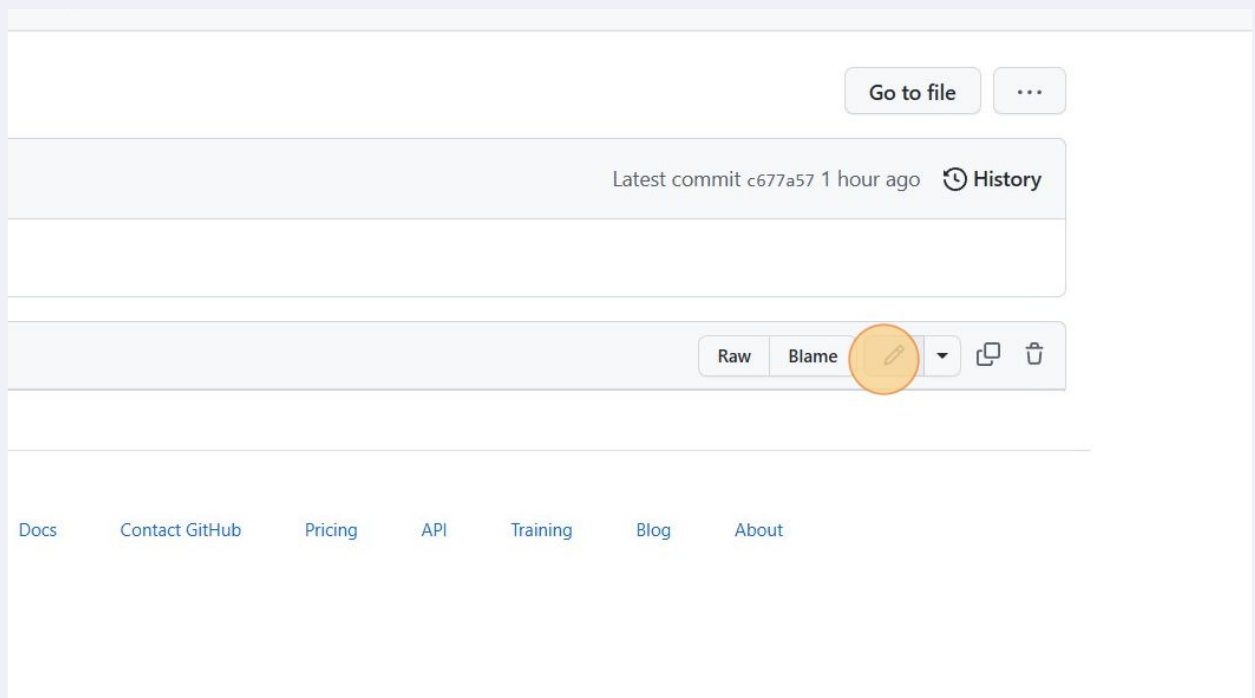 Go to file ...
Latest commit c677a57 1 hour ago History
Raw Blame
Docs Contact GitHub Pricing API Training Blog About